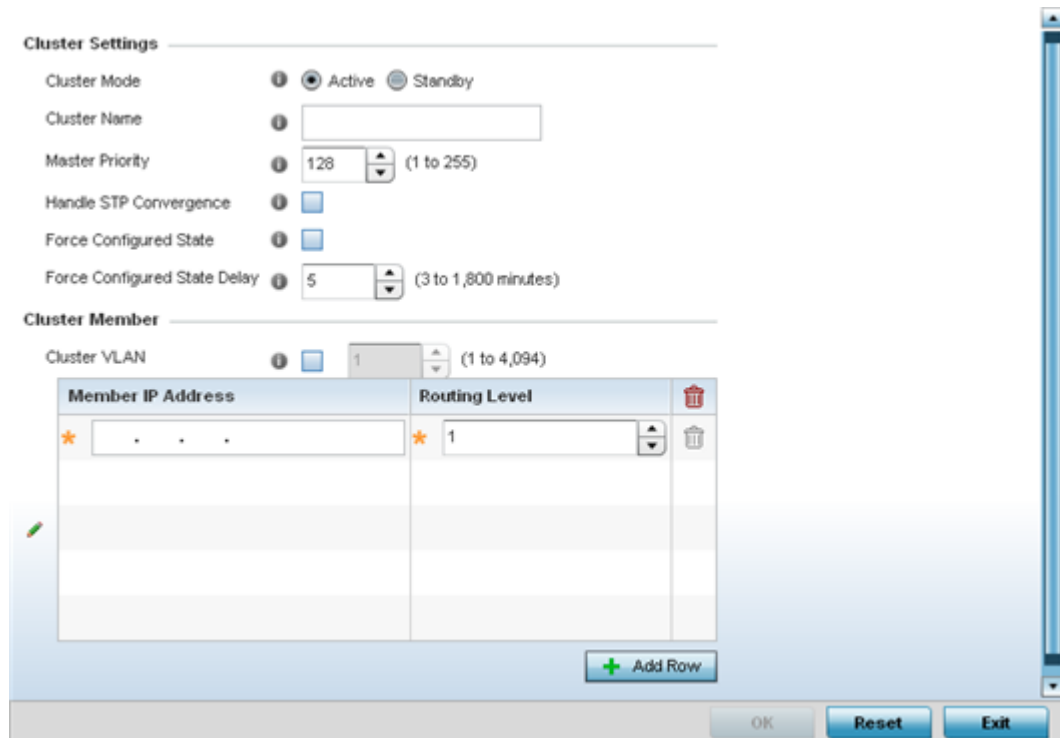 Cluster Settings
Cluster Mode Active Standby
Cluster Name
Master Priority 128 (1 to 255)
Handle STP Convergence
Force Configured State
Force Configured State Delay 5 (3 to 1,800 minutes)
Cluster Member
Cluster VLAN 1 (1 to 4,094)
Member IP Address Routing Level
* . . . * 1
Add Row
OK Reset Exit